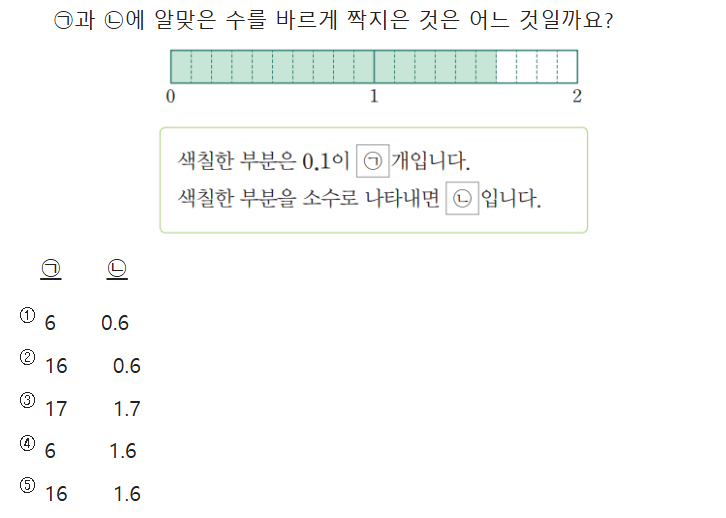 ㉠과 ㉡에 알맞은 수를 바르게 짝지은 것은 어느 것일까요?
0 1 2
색칠한 부분은 0.1이 ㉠ 개입니다.
색칠한 부분을 소수로 나타내면 ㉡ 입니다.
㉠ ㉡
① 6 0.6
② 16 0.6
③ 17 1.7
④ 6 1.6
⑤ 16 1.6